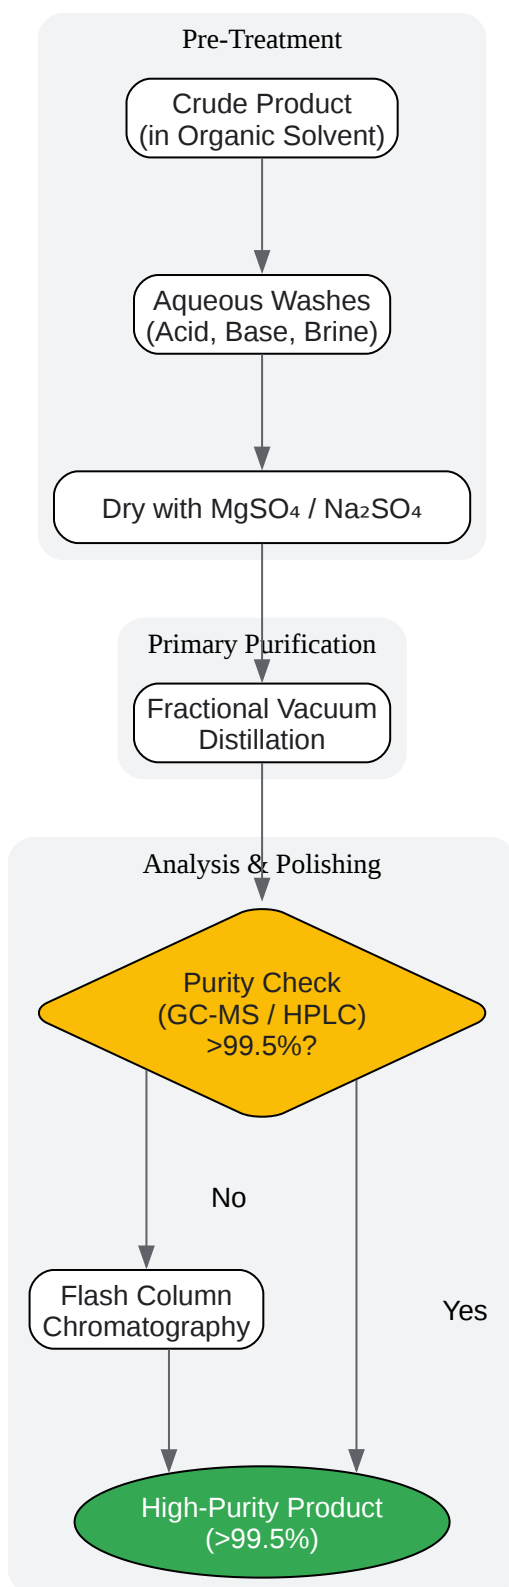 Pre-Treatment
Crude Product
(in Organic Solvent)
Aqueous Washes
(Acid, Base, Brine)
Dry with MgSO₄ / Na₂SO₄
Primary Purification
Fractional Vacuum
Distillation
Analysis & Polishing
Purity Check
(GC-MS / HPLC)
>99.5%?
No
Flash Column
Chromatography
Yes
High-Purity Product
(>99.5%)